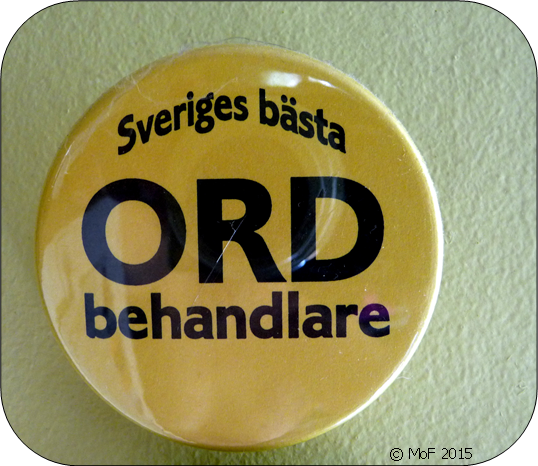 Sveriges bästa
ORD
behandlare
© MoF 2015